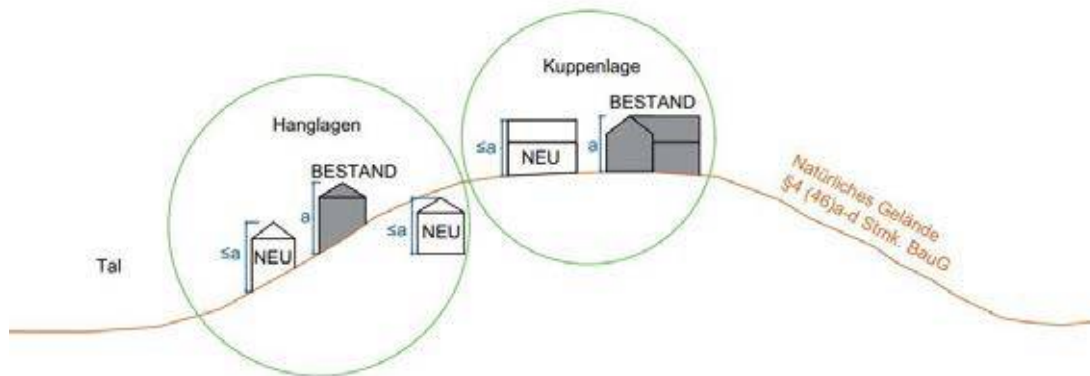 Kuppenlage
BESTAND
≤a
NEU
a
Hanglagen
BESTAND
a
≤a
NEU
≤a
NEU
Tal
Natürliches Gelände
§4 (46)a-d Stmk. BauG